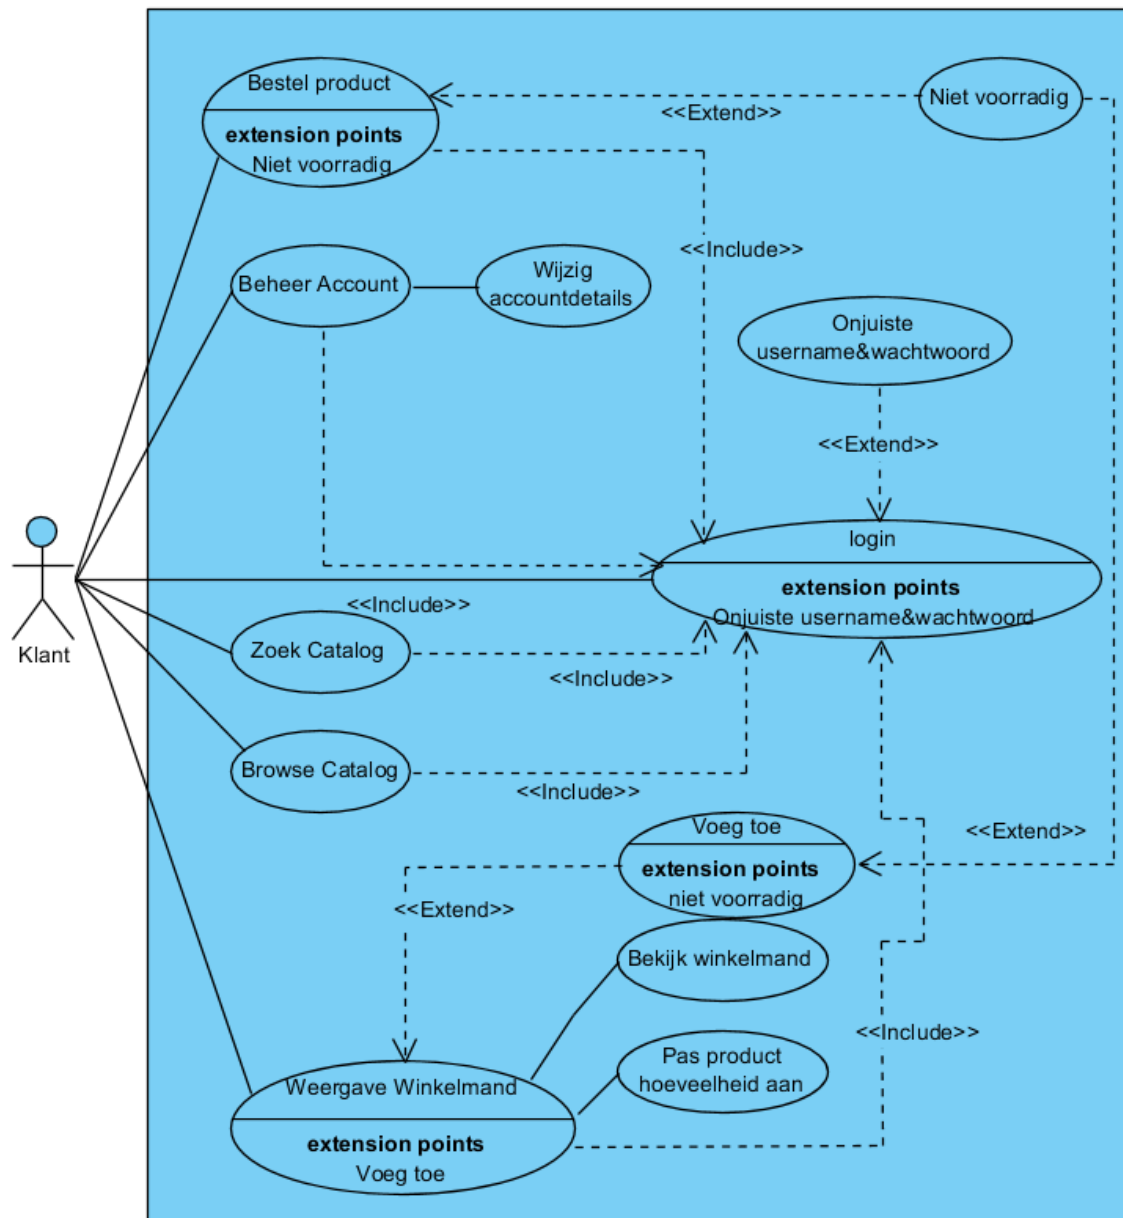 Bestel product
extension points
Niet voorradig
<<Extend>>
Niet voorradig
<<Include>>
Beheer Account
Wijzig
accountdetails
Onjuiste
username&wachtwoord
<<Extend>>
login
extension points
Onjuiste username&wachtwoord
<<Include>>
Klant
Zoek Catalog
<<Include>>
Browse Catalog
<<Include>>
Voeg toe
extension points
niet voorradig
<<Extend>>
<<Extend>>
Bekijk winkelmand
<<Include>>
Pas product
hoeveelheid aan
Weergave Winkelmand
extension points
Voeg toe